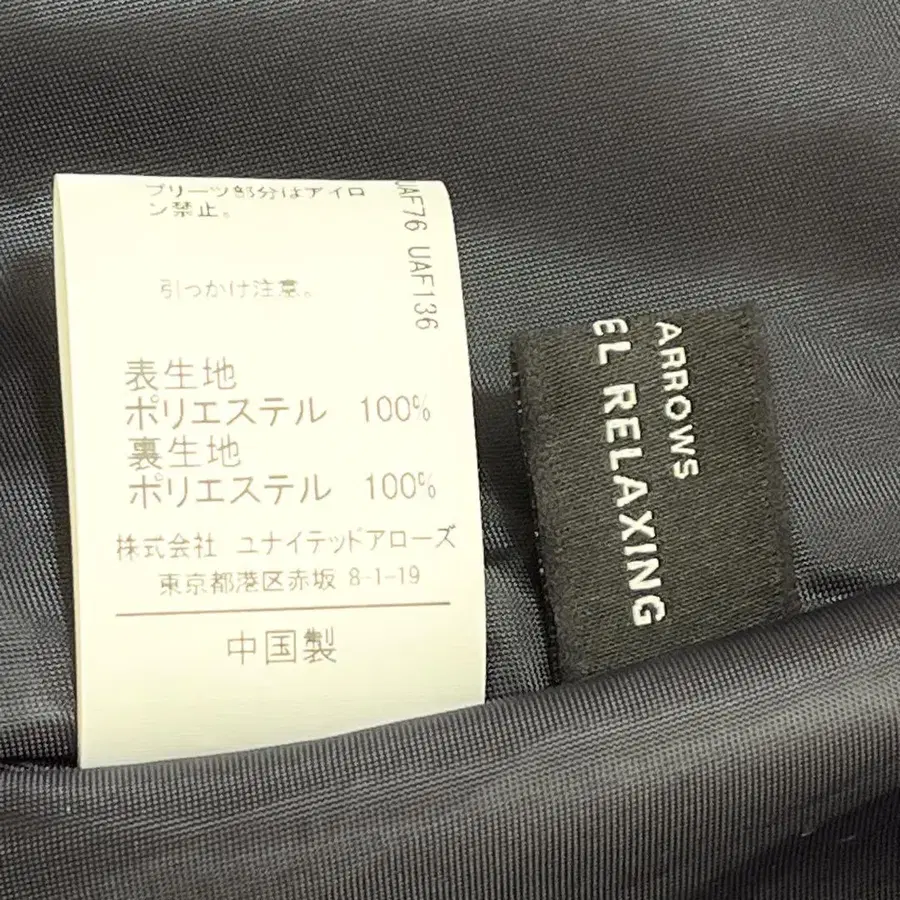 プリーツ部分はアイロ
ン禁止。
UAF76 UAF136
引っかけ注意。
表生地
ポリエステル 100%
裏生地
ポリエステル 100%
株式会社 ユナイテッドアローズ
東京都港区赤坂 8-1-19
中国製
ARROWS
EL RELAXING